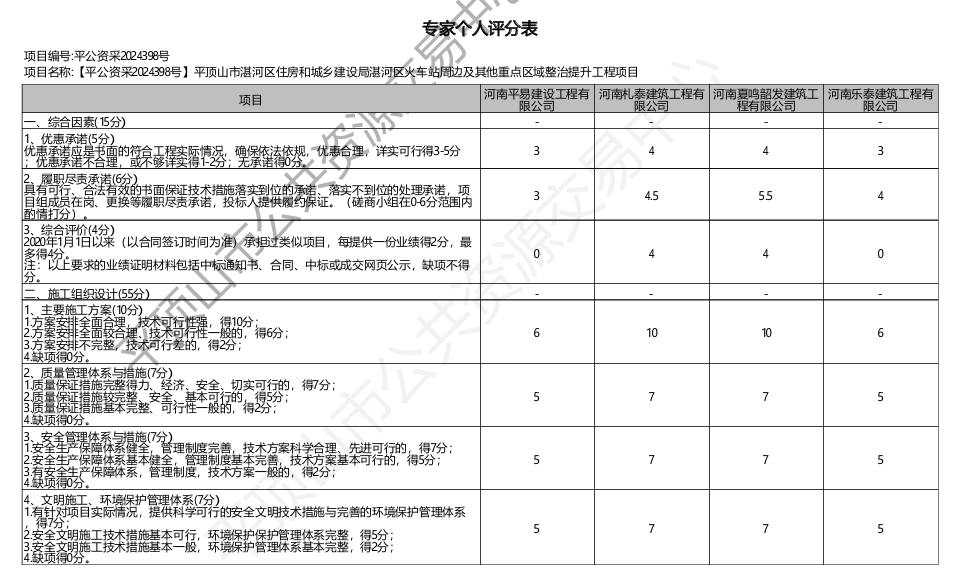 专家个人评分表
项目编号:平公资采2024398号
项目名称:【平公资采2024398号】平顶山市湛河区住房和城乡建设局湛河区火车站周边及其他重点区域整治提升工程项目
项目 河南平易建设工程有限公司 河南札泰建筑工程有限公司 河南夏鸣韶发建筑工程有限公司 河南乐泰建筑工程有限公司
一、综合因素(15分) - - - -
1、优惠承诺(5分)
优惠承诺应是书面的符合工程实际情况，确保依法依规，优惠合理，详实可行得3-5分
；优惠承诺不合理，或不够详实得1-2分；无承诺得0分。
3 4 4 3
2、履职尽责承诺(6分)
具有可行、合法有效的书面保证技术措施落实到位的承诺、落实不到位的处理承诺，项
目组成员在岗、更换等履职尽责承诺，投标人提供履约保证。（磋商小组在0-6分范围内
酌情打分）。
3 4.5 5.5 4
3、综合评价(4分)
2020年1月1日以来（以合同签订时间为准）承担过类似项目，每提供一份业绩得2分，最
多得4分。
注：以上要求的业绩证明材料包括中标通知书、合同、中标或成交网页公示，缺项不得
分。
0 4 4 0
二、施工组织设计(55分) - - - -
1、主要施工方案(10分)
1.方案安排全面合理，技术可行性强，得10分；
2.方案安排全面较合理、技术可行性一般的，得6分；
3.方案安排不完整，技术可行差的，得2分；
4.缺项得0分。
6 10 10 6
2、质量管理体系与措施(7分)
1.质量保证措施完整得力、经济、安全、切实可行的，得7分；
2.质量保证措施较完整、安全、基本可行的，得5分；
3.质量保证措施基本完整、可行性一般的，得2分；
4.缺项得0分。
5 7 7 5
3、安全管理体系与措施(7分)
1.安全生产保障体系健全，管理制度完善，技术方案科学合理、先进可行的，得7分；
2.安全生产保障体系基本健全，管理制度基本完善，技术方案基本可行的，得5分；
3.有安全生产保障体系，管理制度，技术方案一般的，得2分；
4.缺项得0分。
5 7 7 5
4、文明施工、环境保护管理体系(7分)
1.有针对项目实际情况，提供科学可行的安全文明技术措施与完善的环境保护管理体系
，得7分；
2.安全文明施工技术措施基本可行，环境保护保护管理体系完整，得5分；
3.安全文明施工技术措施基本一般，环境保护管理体系基本完整，得2分；
4.缺项得0分。
5 7 7 5
平顶山市公共资源交易中心
平顶山市公共资源交易中心